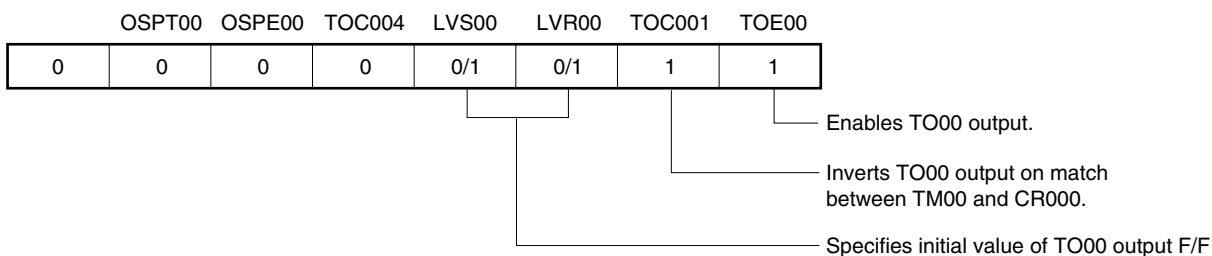 OSPT00 OSPE00 TOC004 LVS00 LVR00 TOC001 TOE00
0 0 0 0 0/1 0/1 1 1
Enables TO00 output.
Inverts TO00 output on match
between TM00 and CR000.
Specifies initial value of TO00 output F/F